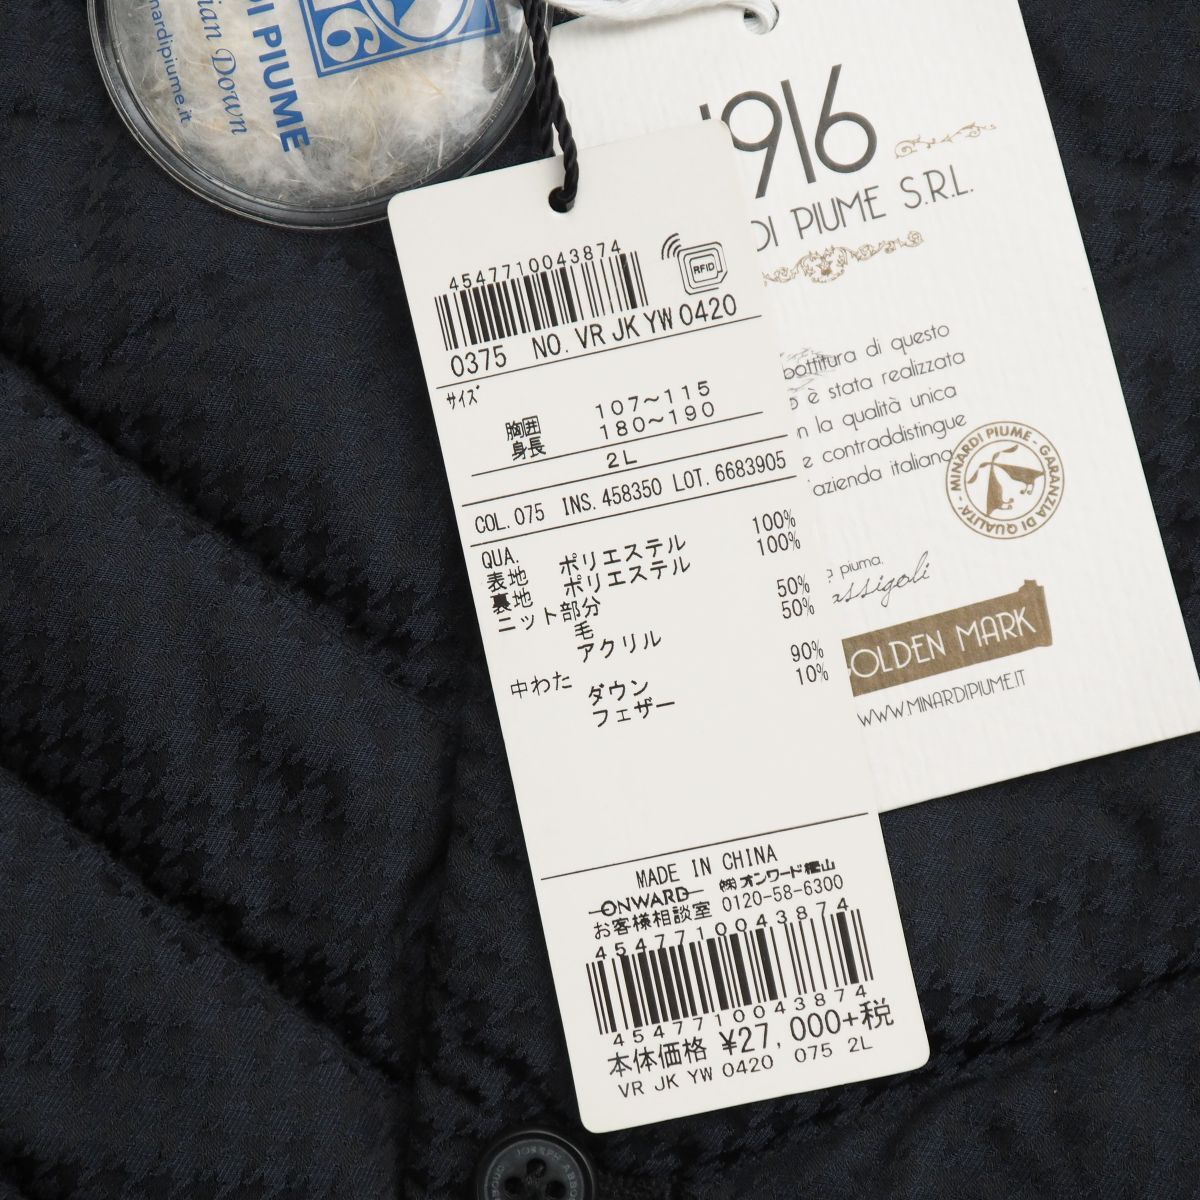 16
DI PIUME
ian Down
nardipiume.it
1916
DI PIUME S.R.L.
bottitura di questo
è stata realizzata
n la qualità unica
e contraddistingue
'azienda italiana
MINARDI PIUME - GARANZIA DI QUALITA' -
piuma.
assigoli
OLDEN MARK
WWW.MINARDIPIUME.IT
4547710043874
RFID
0375 NO. VR JK YW 0420
サイズ
胸囲 107～115
身長 180～190
2L
COL. 075 INS. 458350 LOT. 6683905
QUA.
表地 ポリエステル 100%
裏地 ポリエステル 100%
ニット部分
毛 50%
アクリル 50%
中わた ダウン 90%
フェザー 10%
MADE IN CHINA
ONWARD ㈱オンワード樫山
お客様相談室 0120-58-6300
4547710043874
4547710043874
本体価格 ¥27,000+税
VR JK YW 0420 075 2L
JOSEPH ABBOUD